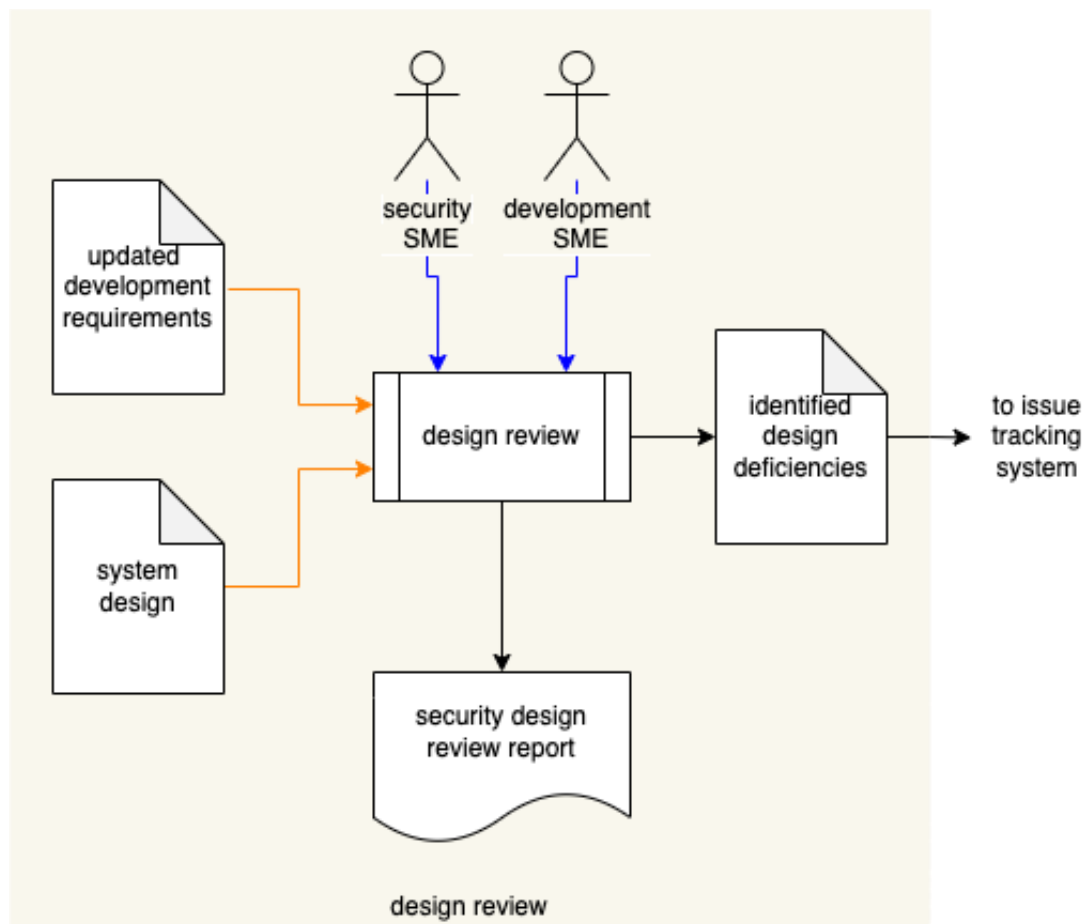 security
SME
development
SME
updated
development
requirements
design review
identified
design
deficiencies
to issue
tracking
system
system
design
security design
review report
design review